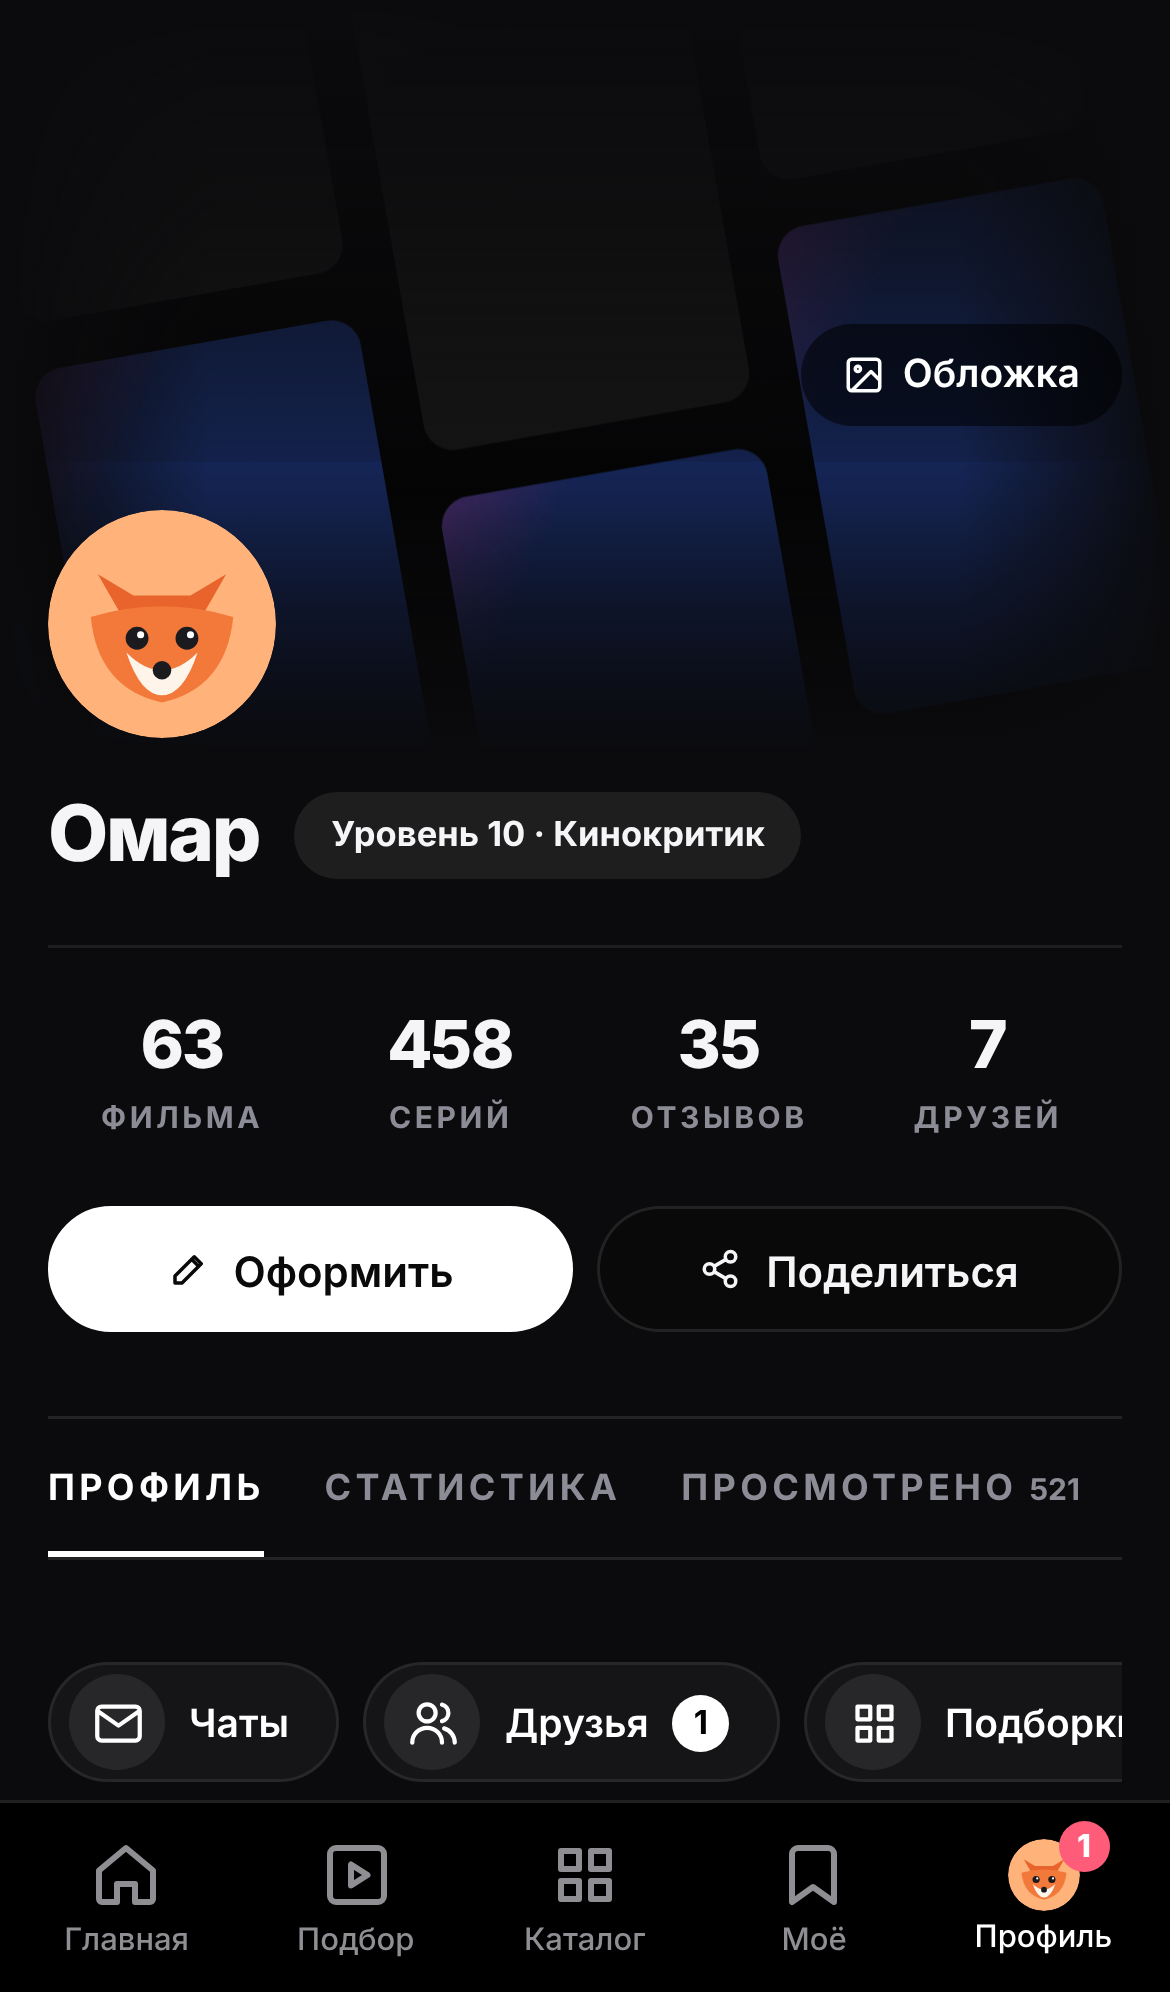 Обложка
Омар
Уровень 10 · Кинокритик
63 458 35 7
ФИЛЬМА СЕРИЙ ОТЗЫВОВ ДРУЗЕЙ
Оформить Поделиться
ПРОФИЛЬ СТАТИСТИКА ПРОСМОТРЕНО 521
Чаты Друзья 1 Подборк
1
Главная Подбор Каталог Моё Профиль